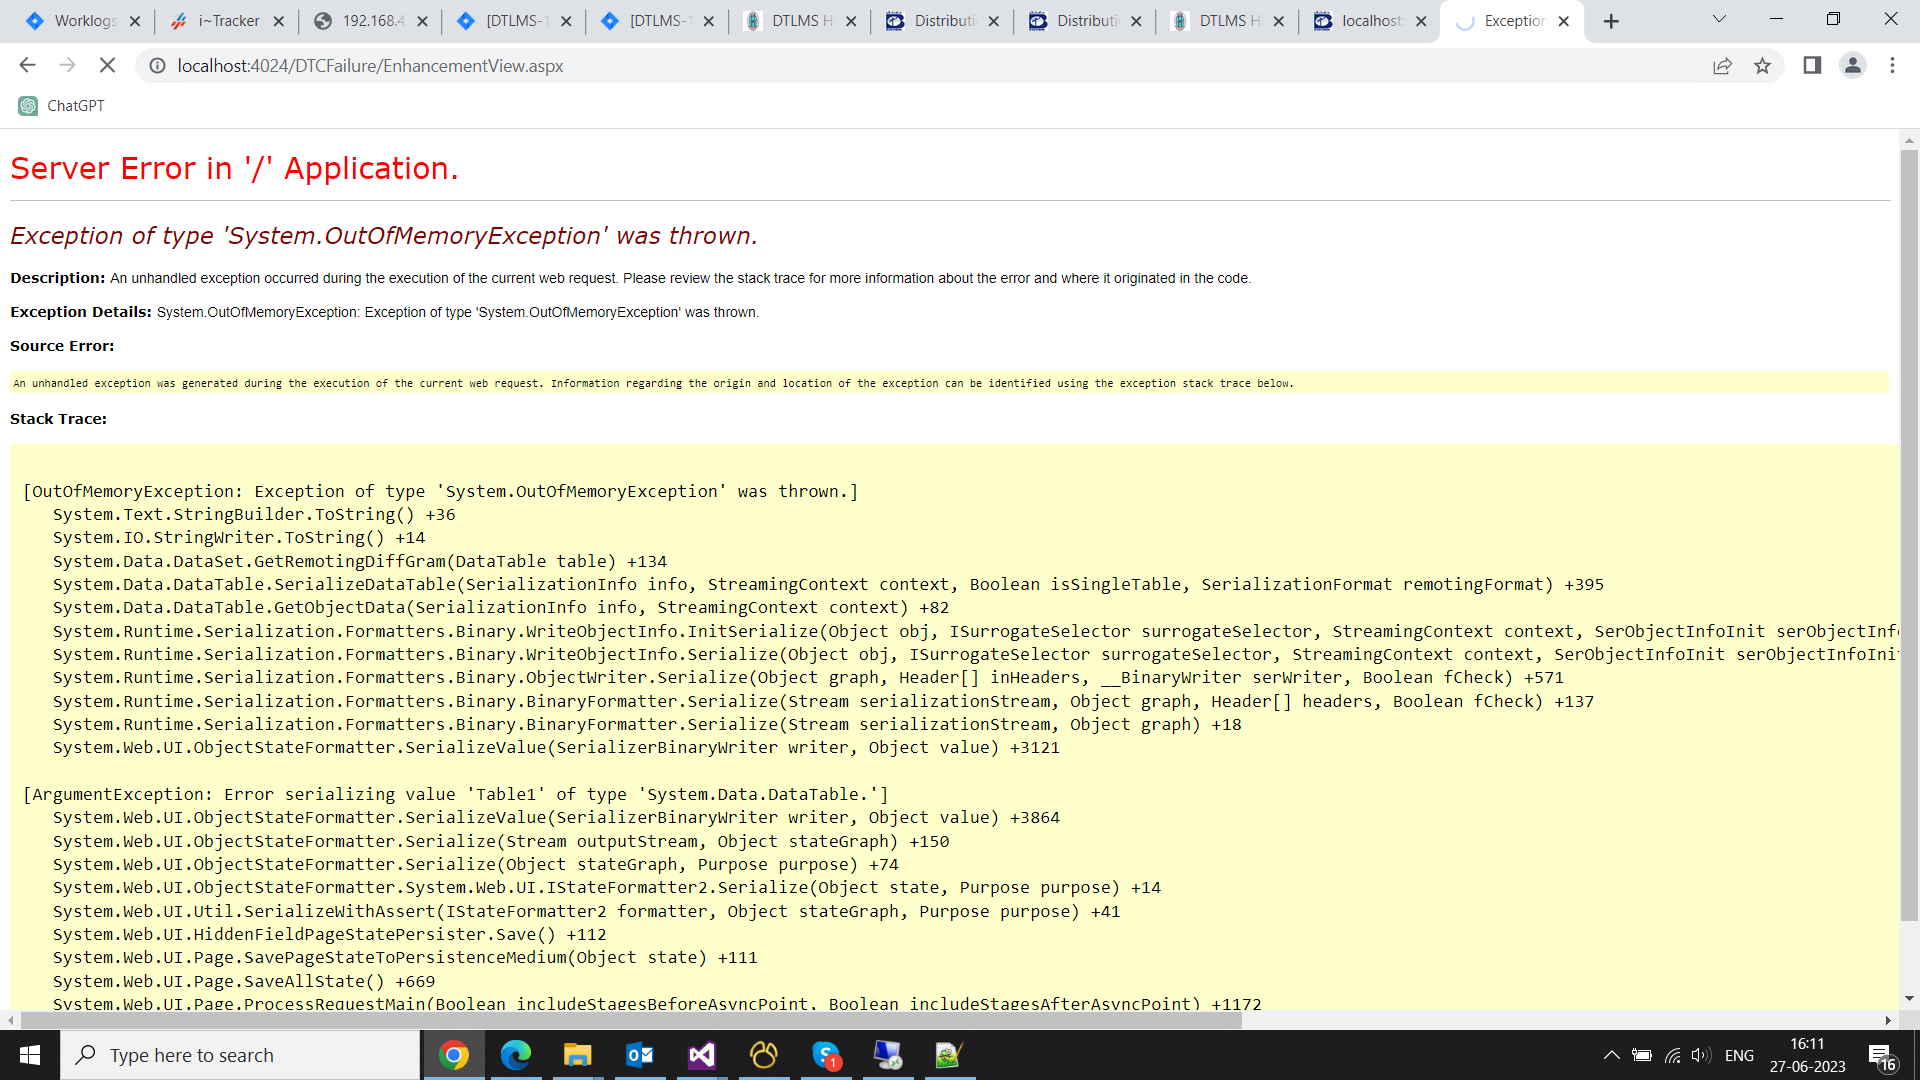 Worklogs
i~Tracker
192.168.4
[DTLMS-1
[DTLMS-1
DTLMS H
Distributi
Distributi
DTLMS H
localhost:
Exception
localhost:4024/DTCFailure/EnhancementView.aspx
ChatGPT
Server Error in '/' Application.
Exception of type 'System.OutOfMemoryException' was thrown.
Description: An unhandled exception occurred during the execution of the current web request. Please review the stack trace for more information about the error and where it originated in the code.
Exception Details: System.OutOfMemoryException: Exception of type 'System.OutOfMemoryException' was thrown.
Source Error:
An unhandled exception was generated during the execution of the current web request. Information regarding the origin and location of the exception can be identified using the exception stack trace below.
Stack Trace:
[OutOfMemoryException: Exception of type 'System.OutOfMemoryException' was thrown.]
System.Text.StringBuilder.ToString() +36
System.IO.StringWriter.ToString() +14
System.Data.DataSet.GetRemotingDiffGram(DataTable table) +134
System.Data.DataTable.SerializeDataTable(SerializationInfo info, StreamingContext context, Boolean isSingleTable, SerializationFormat remotingFormat) +395
System.Data.DataTable.GetObjectData(SerializationInfo info, StreamingContext context) +82
System.Runtime.Serialization.Formatters.Binary.WriteObjectInfo.InitSerialize(Object obj, ISurrogateSelector surrogateSelector, StreamingContext context, SerObjectInfoInit serObjectInf
System.Runtime.Serialization.Formatters.Binary.WriteObjectInfo.Serialize(Object obj, ISurrogateSelector surrogateSelector, StreamingContext context, SerObjectInfoInit serObjectInfoIni
System.Runtime.Serialization.Formatters.Binary.ObjectWriter.Serialize(Object graph, Header[] inHeaders, __BinaryWriter serWriter, Boolean fCheck) +571
System.Runtime.Serialization.Formatters.Binary.BinaryFormatter.Serialize(Stream serializationStream, Object graph, Header[] headers, Boolean fCheck) +137
System.Runtime.Serialization.Formatters.Binary.BinaryFormatter.Serialize(Stream serializationStream, Object graph) +18
System.Web.UI.ObjectStateFormatter.SerializeValue(SerializerBinaryWriter writer, Object value) +3121
[ArgumentException: Error serializing value 'Table1' of type 'System.Data.DataTable.']
System.Web.UI.ObjectStateFormatter.SerializeValue(SerializerBinaryWriter writer, Object value) +3864
System.Web.UI.ObjectStateFormatter.Serialize(Stream outputStream, Object stateGraph) +150
System.Web.UI.ObjectStateFormatter.Serialize(Object stateGraph, Purpose purpose) +74
System.Web.UI.ObjectStateFormatter.System.Web.UI.IStateFormatter2.Serialize(Object state, Purpose purpose) +14
System.Web.UI.Util.SerializeWithAssert(IStateFormatter2 formatter, Object stateGraph, Purpose purpose) +41
System.Web.UI.HiddenFieldPageStatePersister.Save() +112
System.Web.UI.Page.SavePageStateToPersistenceMedium(Object state) +111
System.Web.UI.Page.SaveAllState() +669
System.Web.UI.Page.ProcessRequestMain(Boolean includeStagesBeforeAsyncPoint, Boolean includeStagesAfterAsyncPoint) +1172
Type here to search
1
ENG
16:11
27-06-2023
16